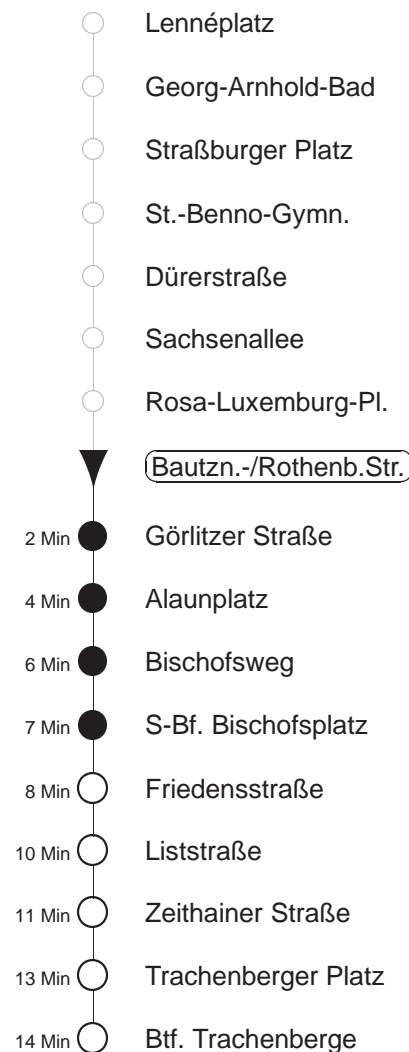 Lennéplatz
Georg-Arnhold-Bad
Straßburger Platz
St.-Benno-Gymn.
Dürerstraße
Sachsenallee
Rosa-Luxemburg-Pl.
Bautzn.-/Rothenb.Str.
2 Min Görlitzer Straße
4 Min Alaunplatz
6 Min Bischofsweg
7 Min S-Bf. Bischofsplatz
8 Min Friedensstraße
10 Min Liststraße
11 Min Zeithainer Straße
13 Min Trachenberger Platz
14 Min Btf. Trachenberge